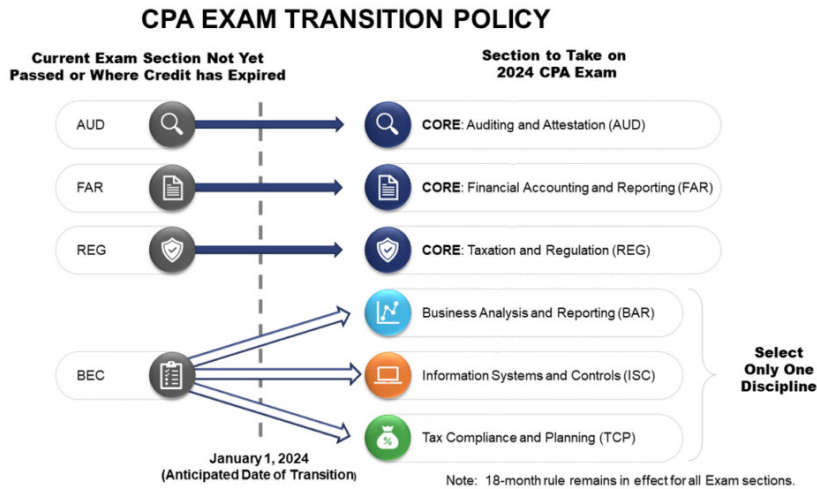 CPA EXAM TRANSITION POLICY
Current Exam Section Not Yet
Passed or Where Credit has Expired
Section to Take on
2024 CPA Exam
AUD
CORE: Auditing and Attestation (AUD)
FAR
CORE: Financial Accounting and Reporting (FAR)
REG
CORE: Taxation and Regulation (REG)
Business Analysis and Reporting (BAR)
BEC
Information Systems and Controls (ISC)
Tax Compliance and Planning (TCP)
Select
Only One
Discipline
January 1, 2024
(Anticipated Date of Transition)
Note: 18-month rule remains in effect for all Exam sections.